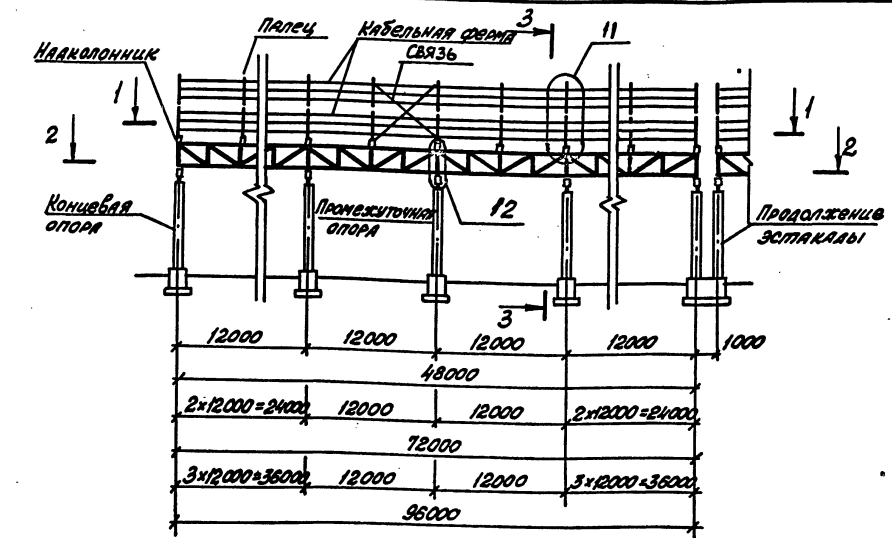 3
11
Палец
Кабельная ферма
Связь
Надколонник
1
1
2
2
Концевая
опора
Промежуточная
опора
12
Продолжение
эстакады
3
12000
12000
12000
12000
1000
48000
2×12000=24000
12000
12000
2×12000=24000
72000
3×12000=36000
12000
12000
3×12000=36000
96000